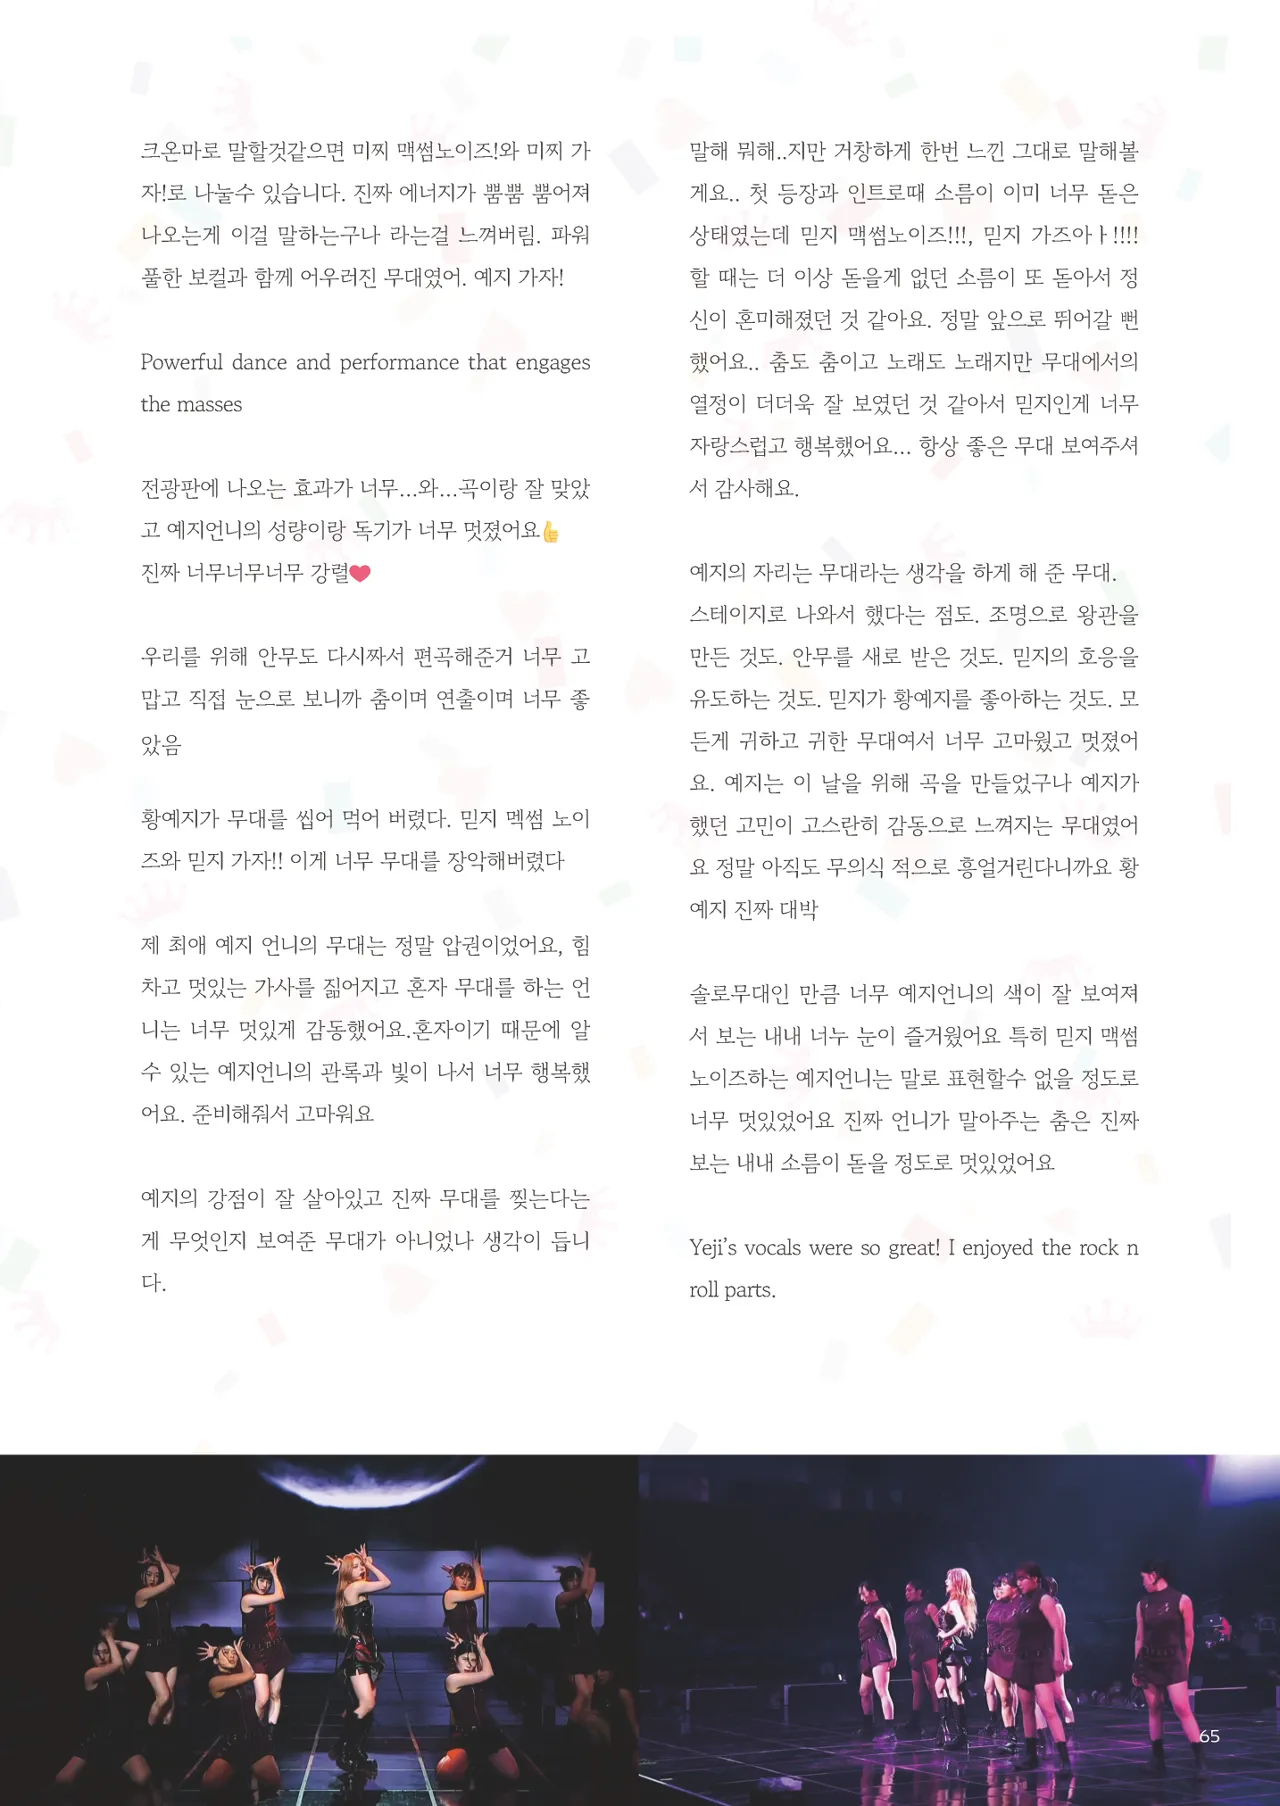 크온마로 말할것같으면 미찌 맥썸노이즈!와 미찌 가
자!로 나눌수 있습니다. 진짜 에너지가 뿜뿜 뿜어져
나오는게 이걸 말하는구나 라는걸 느껴버림. 파워
풀한 보컬과 함께 어우러진 무대였어. 예지 가자!
Powerful dance and performance that engages
the masses
전광판에 나오는 효과가 너무...와...곡이랑 잘 맞았
고 예지언니의 성량이랑 독기가 너무 멋졌어요👍
진짜 너무너무너무 강렬❤️
우리를 위해 안무도 다시짜서 편곡해준거 너무 고
맙고 직접 눈으로 보니까 춤이며 연출이며 너무 좋
았음
황예지가 무대를 씹어 먹어 버렸다. 믿지 멕썸 노이
즈와 믿지 가자!! 이게 너무 무대를 장악해버렸다
제 최애 예지 언니의 무대는 정말 압권이었어요, 힘
차고 멋있는 가사를 짊어지고 혼자 무대를 하는 언
니는 너무 멋있게 감동했어요.혼자이기 때문에 알
수 있는 예지언니의 관록과 빛이 나서 너무 행복했
어요. 준비해줘서 고마워요
예지의 강점이 잘 살아있고 진짜 무대를 찢는다는
게 무엇인지 보여준 무대가 아니었나 생각이 듭니
다.
말해 뭐해..지만 거창하게 한번 느낀 그대로 말해볼
게요.. 첫 등장과 인트로때 소름이 이미 너무 돋은
상태였는데 믿지 맥썸노이즈!!!, 믿지 가즈아ㅏ!!!!
할 때는 더 이상 돋을게 없던 소름이 또 돋아서 정
신이 혼미해졌던 것 같아요. 정말 앞으로 뛰어갈 뻔
했어요.. 춤도 춤이고 노래도 노래지만 무대에서의
열정이 더더욱 잘 보였던 것 같아서 믿지인게 너무
자랑스럽고 행복했어요... 항상 좋은 무대 보여주셔
서 감사해요.
예지의 자리는 무대라는 생각을 하게 해 준 무대.
스테이지로 나와서 했다는 점도. 조명으로 왕관을
만든 것도. 안무를 새로 받은 것도. 믿지의 호응을
유도하는 것도. 믿지가 황예지를 좋아하는 것도. 모
든게 귀하고 귀한 무대여서 너무 고마웠고 멋졌어
요. 예지는 이 날을 위해 곡을 만들었구나 예지가
했던 고민이 고스란히 감동으로 느껴지는 무대였어
요 정말 아직도 무의식 적으로 흥얼거린다니까요 황
예지 진짜 대박
솔로무대인 만큼 너무 예지언니의 색이 잘 보여져
서 보는 내내 너누 눈이 즐거웠어요 특히 믿지 맥썸
노이즈하는 예지언니는 말로 표현할수 없을 정도로
너무 멋있었어요 진짜 언니가 말아주는 춤은 진짜
보는 내내 소름이 돋을 정도로 멋있었어요
Yeji’s vocals were so great! I enjoyed the rock n
roll parts.
65